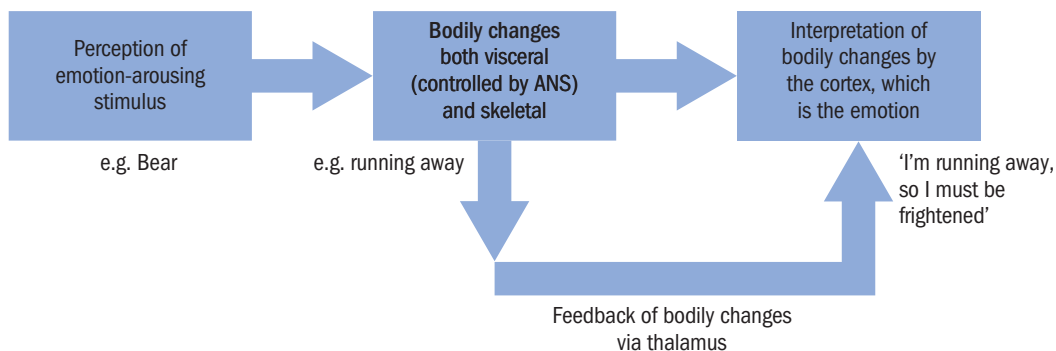 Perception of
emotion-arousing
stimulus
Bodily changes
both visceral
(controlled by ANS)
and skeletal
Interpretation of
bodily changes by
the cortex, which
is the emotion
e.g. Bear
e.g. running away
‘I’m running away,
so I must be
frightened’
Feedback of bodily changes
via thalamus